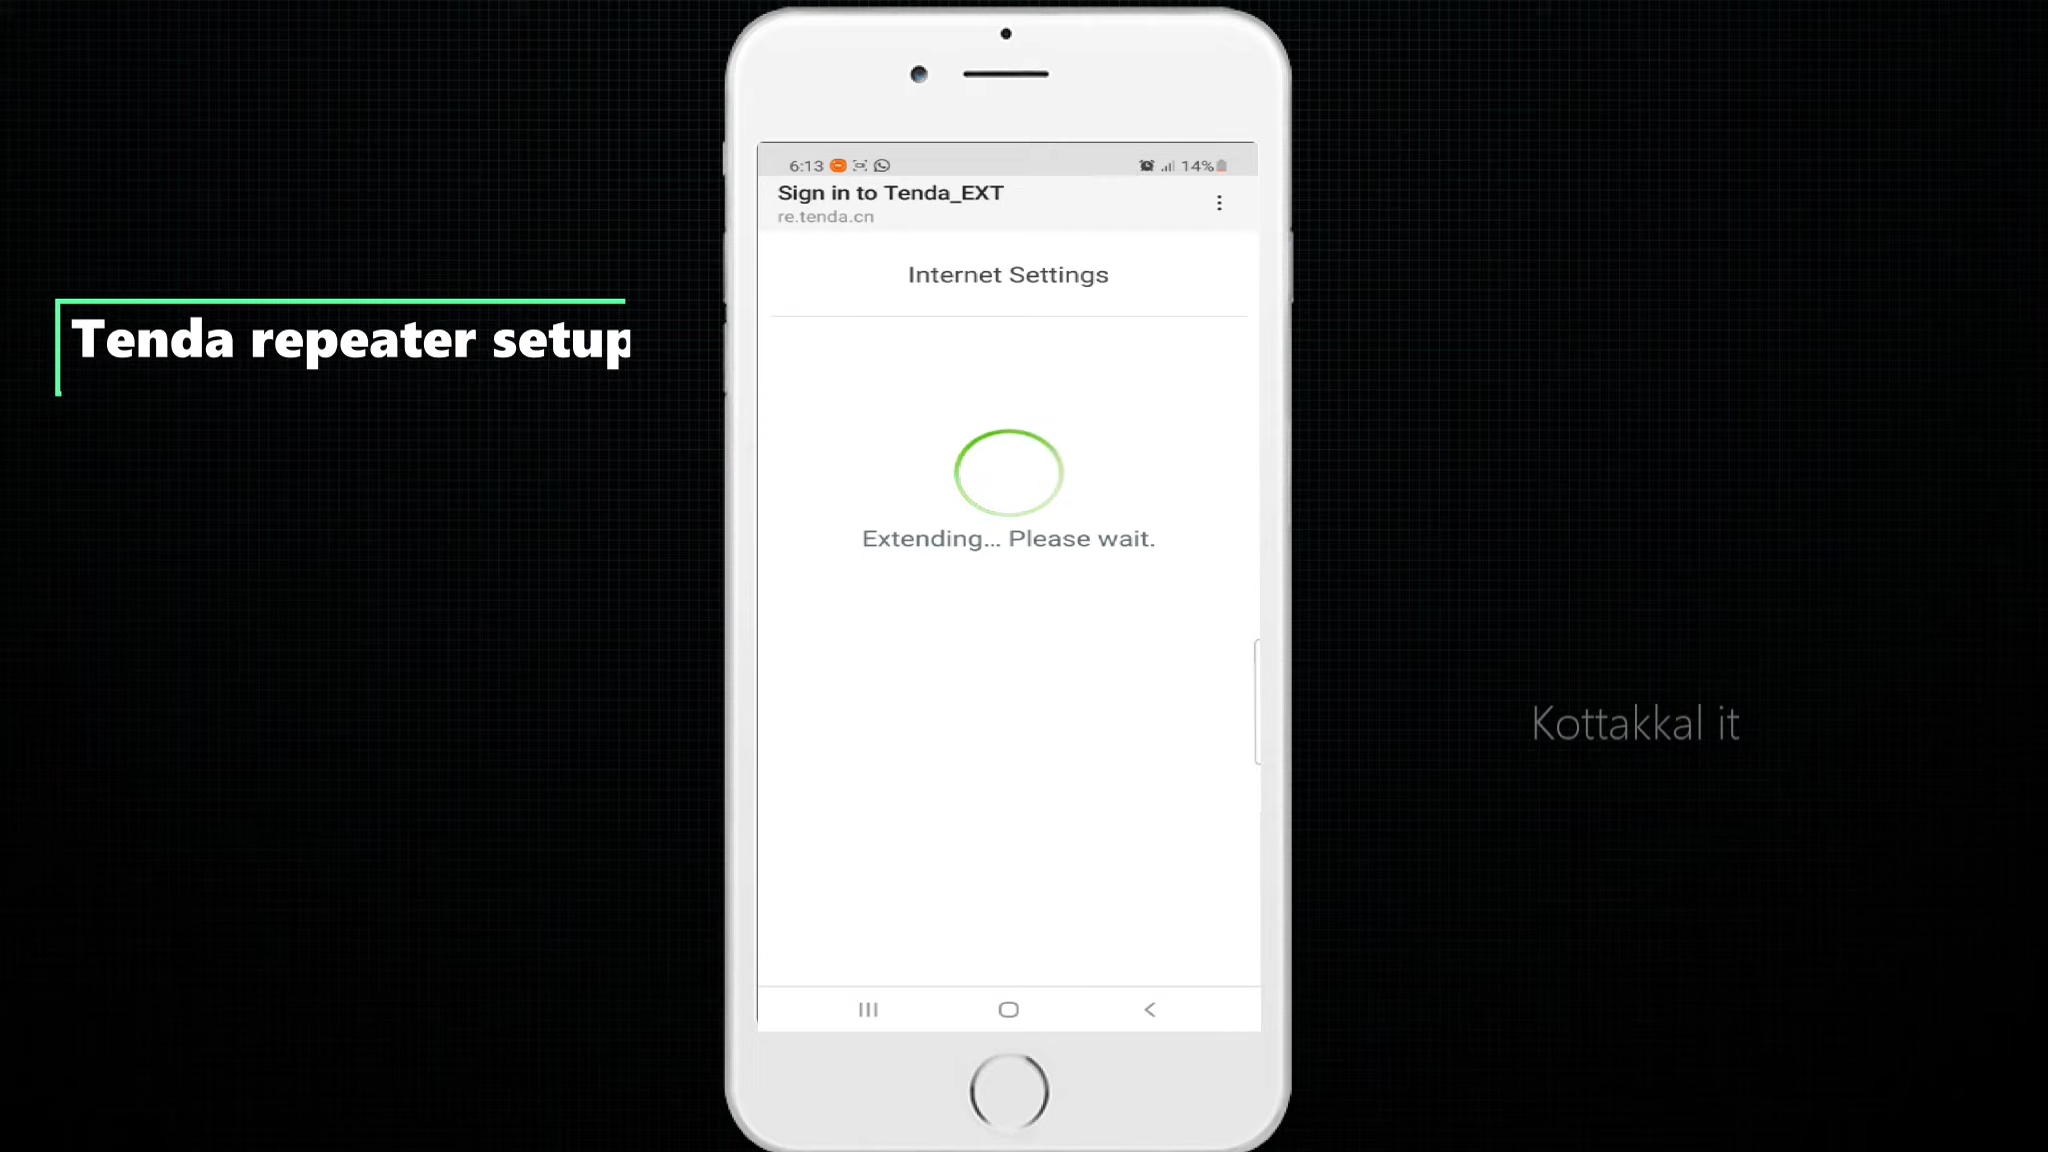 6:13
14%
Sign in to Tenda_EXT
re.tenda.cn
Internet Settings
Tenda repeater setup
Extending... Please wait.
Kottakkal it